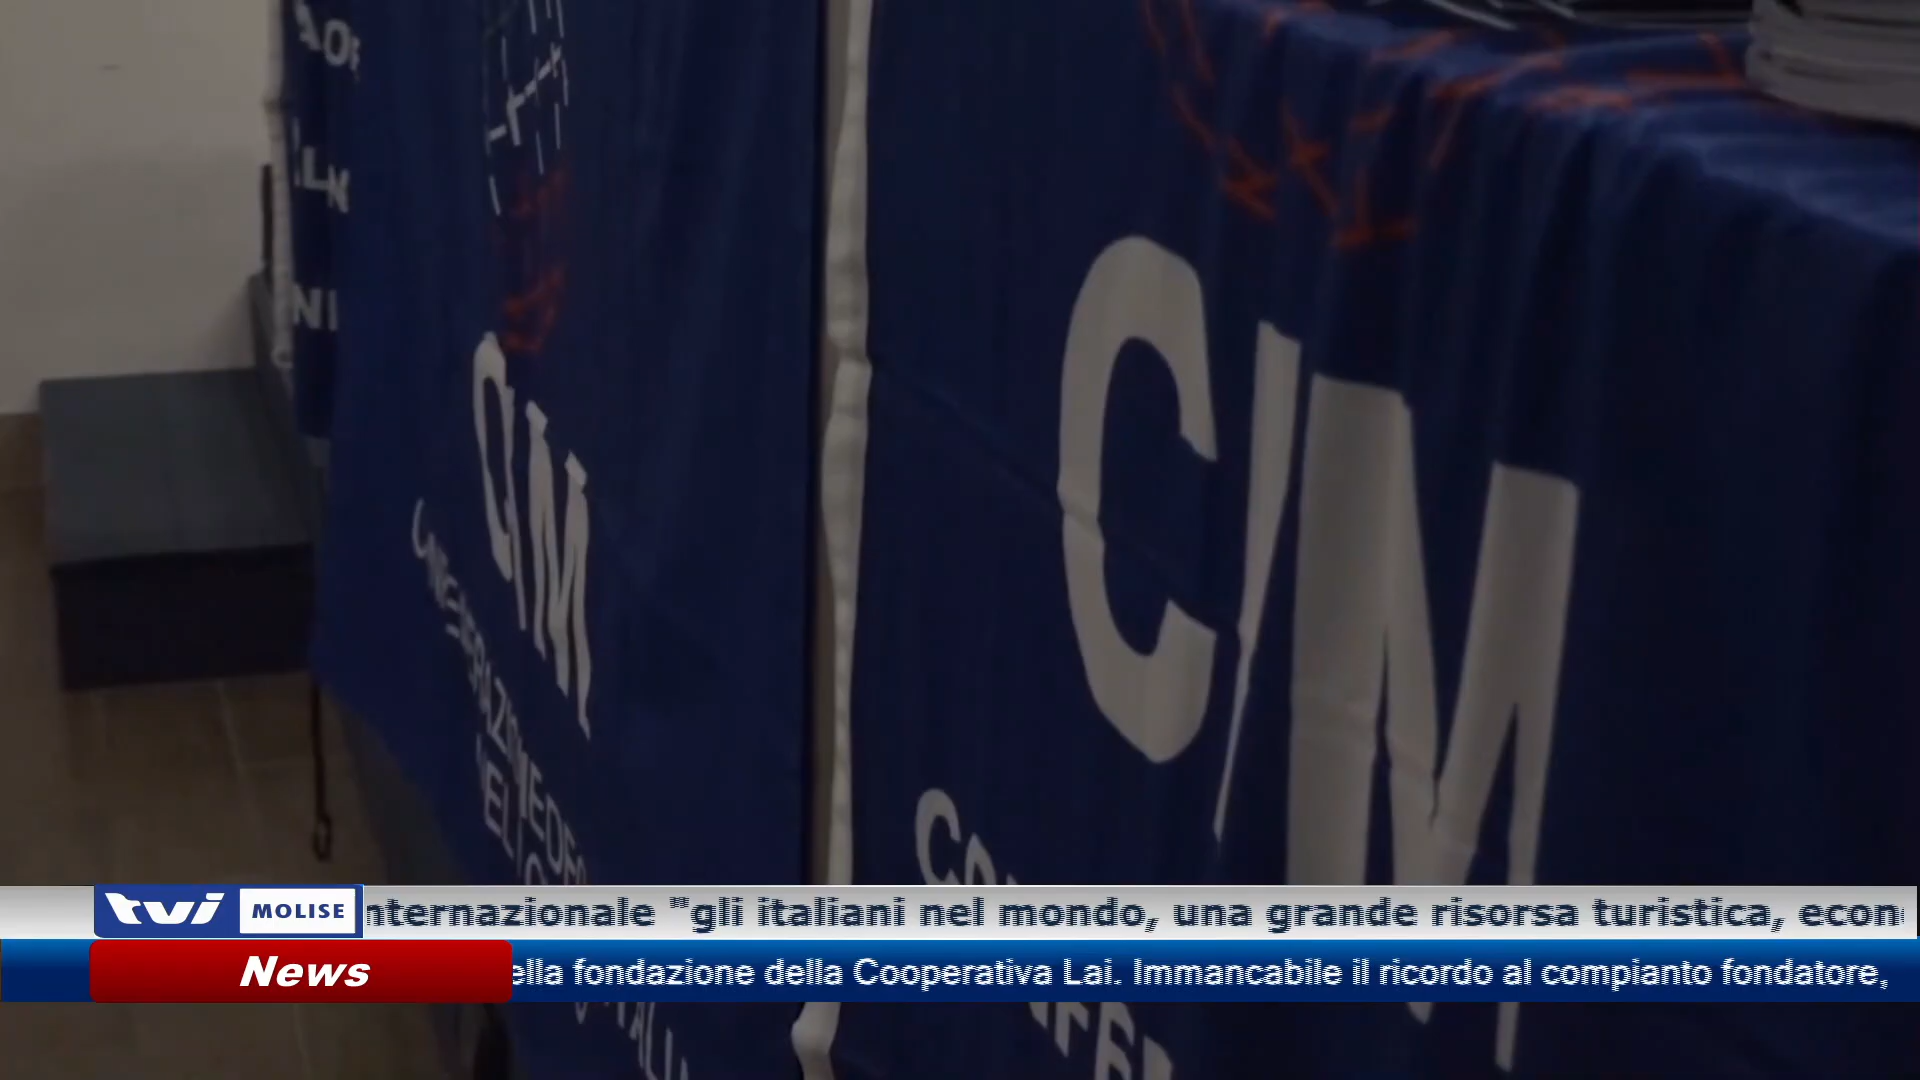 CIM
CIM
tvi MOLISE
nternazionale "gli italiani nel mondo, una grande risorsa turistica, econ
News
ella fondazione della Cooperativa Lai. Immancabile il ricordo al compianto fondatore,